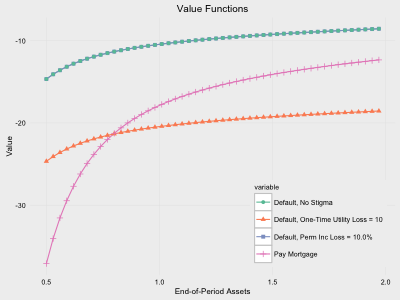 Value Functions
-10
-20
-30
Value
variable
Default, No Stigma
Default, One-Time Utility Loss = 10
Default, Perm Inc Loss = 10.0%
Pay Mortgage
0.5
1.0
1.5
2.0
End-of-Period Assets